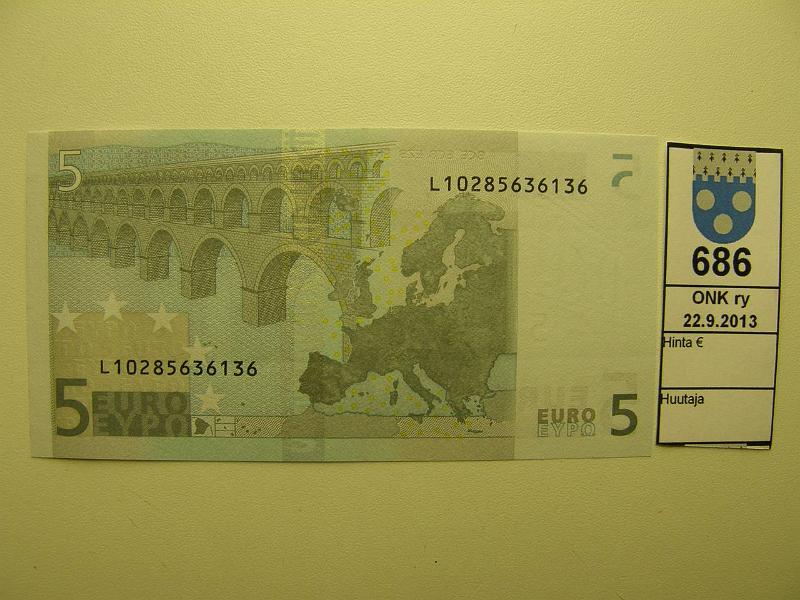 5
L10285636136
L10285636136
5 EURO
ΕΥΡΩ
EURO 5
ΕΥΡΩ
686
ONK ry
22.9.2013
Hinta €
Huutaja